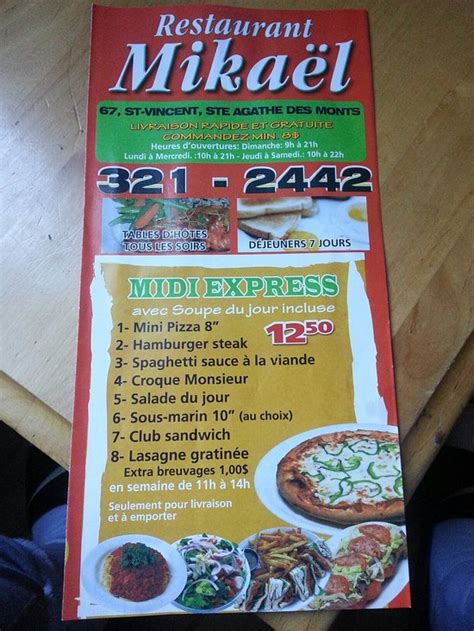 Restaurant
Mikaël
67, ST-VINCENT, STE AGATHE DES MONTS
LIVRAISON RAPIDE ET GRATUITE
COMMANDEZ MIN. 8$
Heures d'ouvertures: Dimanche: 9h à 21h
Lundi à Mercredi. :10h à 21h - Jeudi à Samedi.: 10h à 22h
321 - 2442
TABLES D'HÔTES
TOUS LES SOIRS
DÉJEUNERS 7 JOURS
MIDI EXPRESS
avec Soupe du jour incluse
12.50
1- Mini Pizza 8”
2- Hamburger steak
3- Spaghetti sauce à la viande
4- Croque Monsieur
5- Salade du jour
6- Sous-marin 10” (au choix)
7- Club sandwich
8- Lasagne gratinée
Extra breuvages 1,00$
en semaine de 11h à 14h
Seulement pour livraison
et à emporter